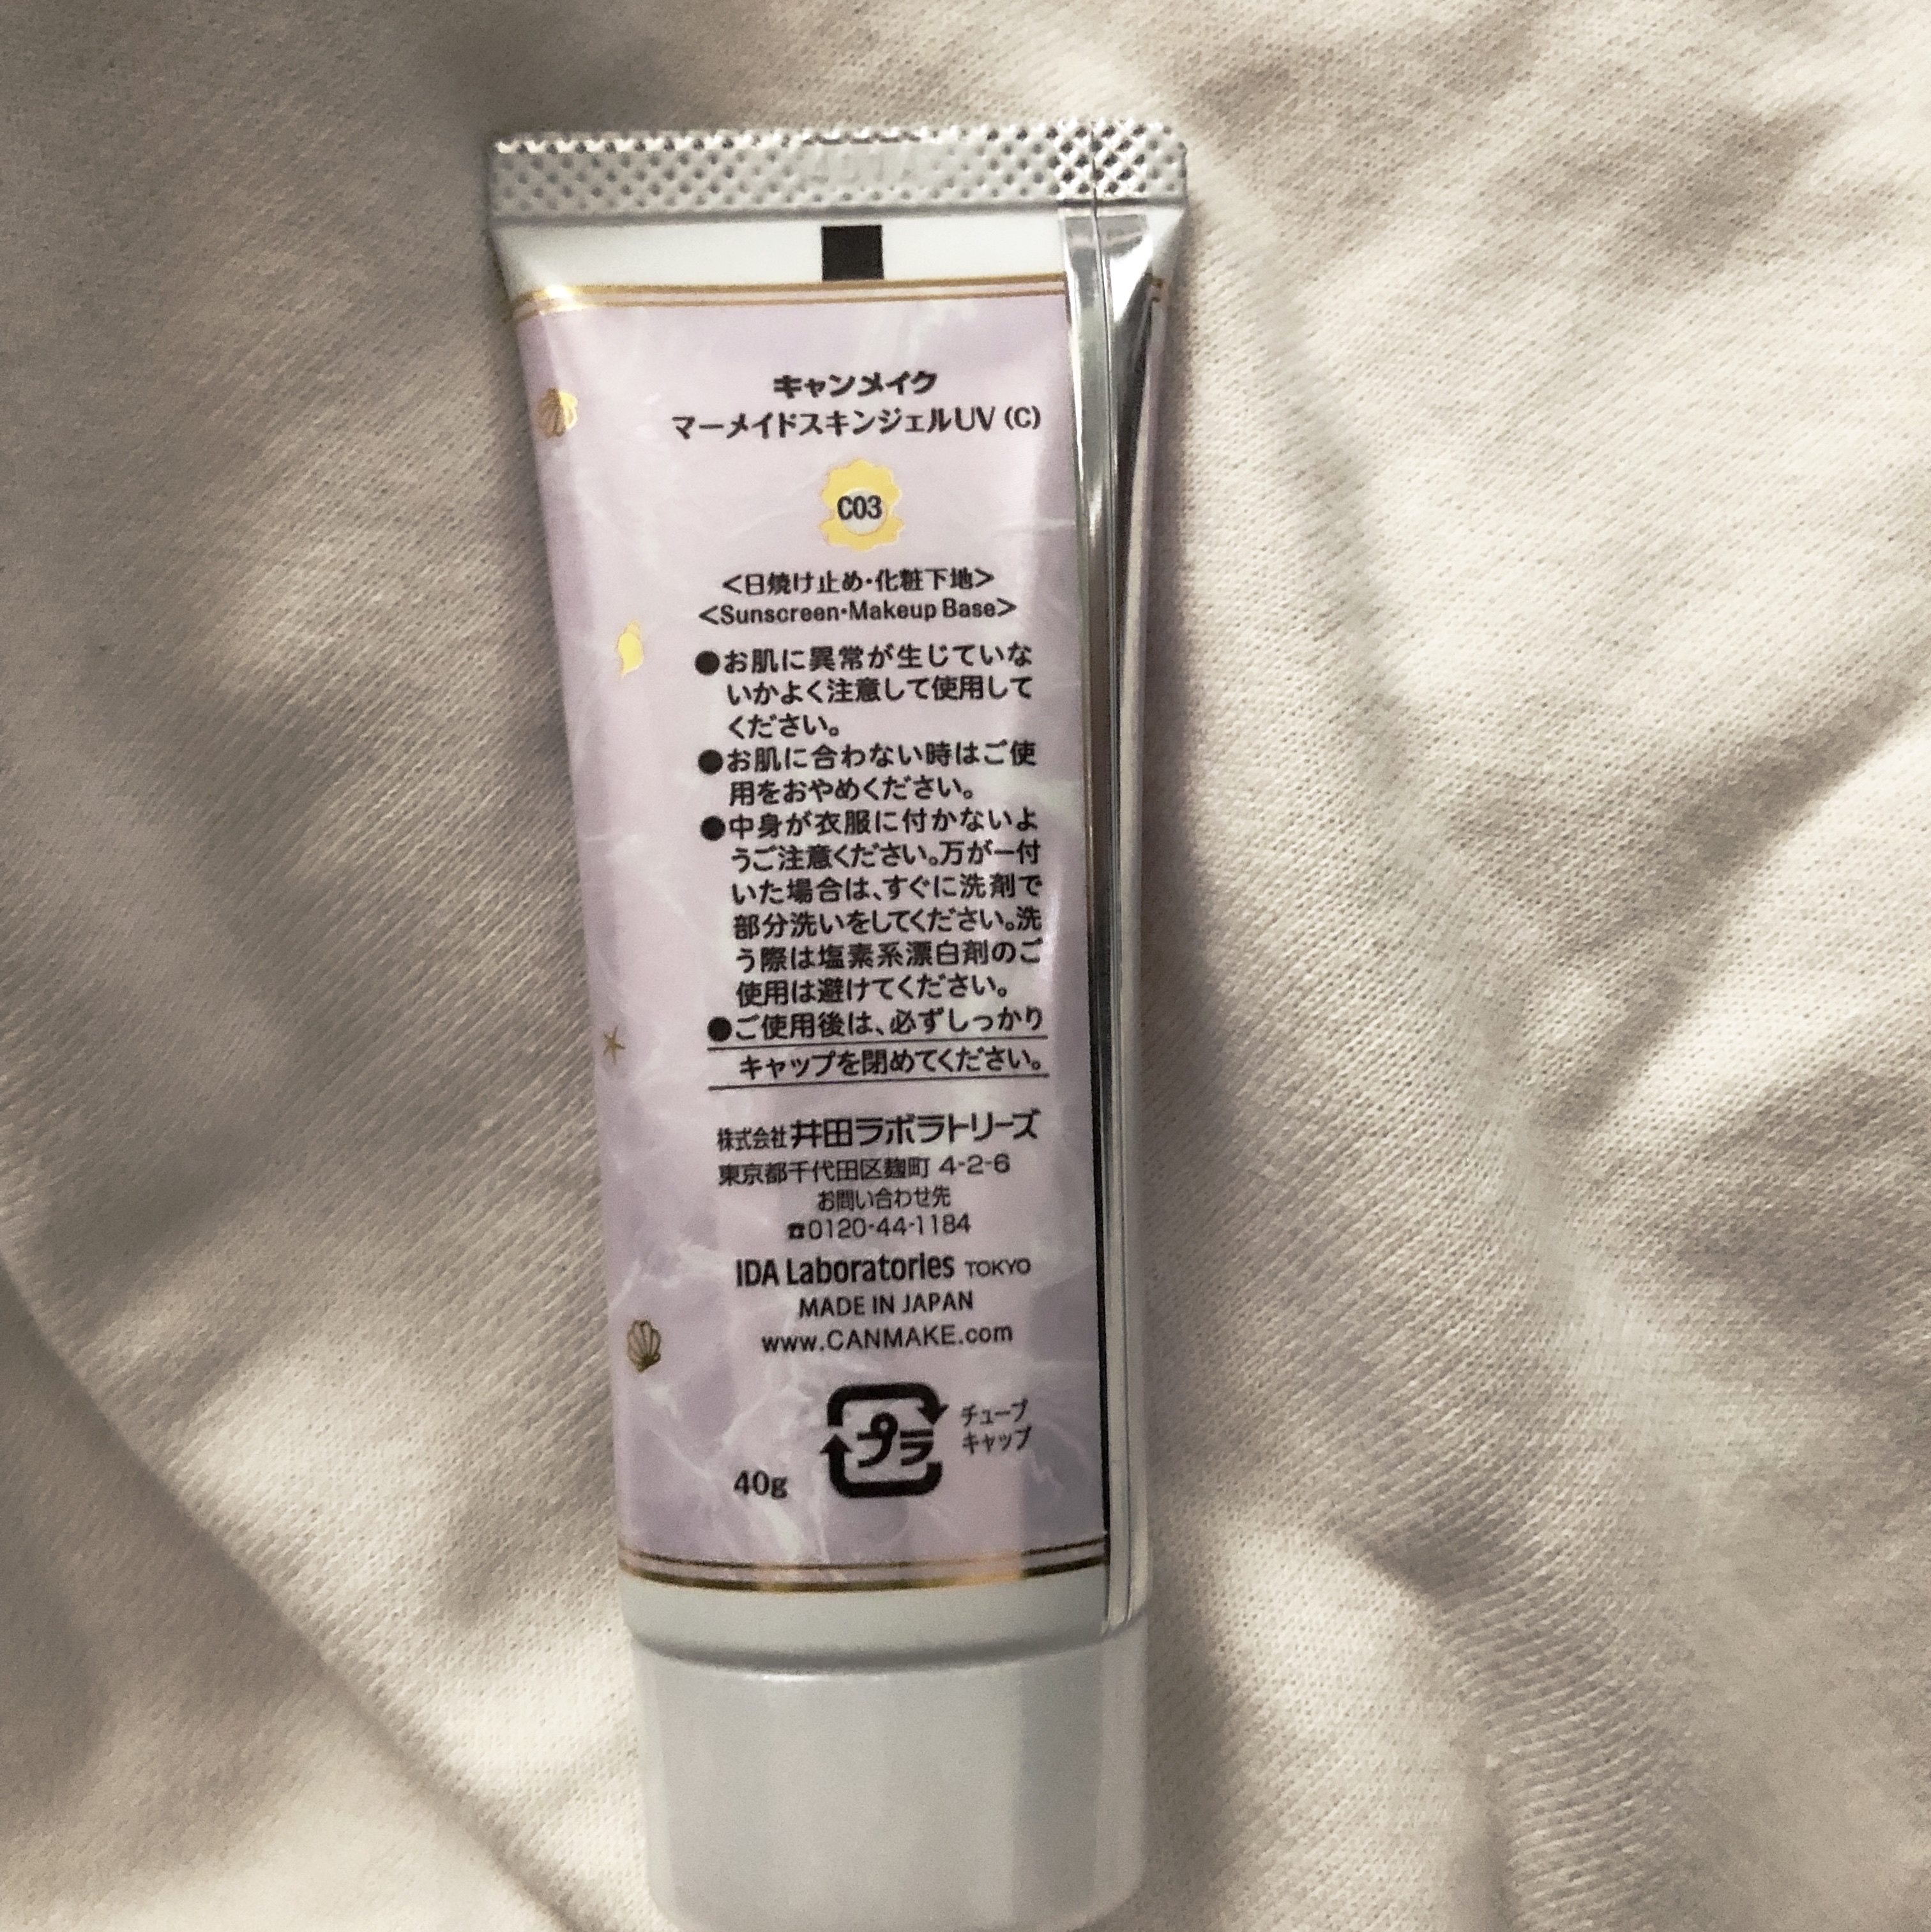 キャンメイク
マーメイドスキンジェルUV (C)
C03
<日焼け止め・化粧下地>
<Sunscreen・Makeup Base>
●お肌に異常が生じていな
いかよく注意して使用して
ください。
●お肌に合わない時はご使
用をおやめください。
●中身が衣服に付かないよ
うご注意ください。万が一付
いた場合は、すぐに洗剤で
部分洗いをしてください。洗
う際は塩素系漂白剤のご
使用は避けてください。
●ご使用後は、必ずしっかり
キャップを閉めてください。
株式会社 井田ラボラトリーズ
東京都千代田区麹町 4-2-6
お問い合わせ先
☎0120-44-1184
IDA Laboratories TOKYO
MADE IN JAPAN
www.CANMAKE.com
プラ
チューブ
キャップ
40g